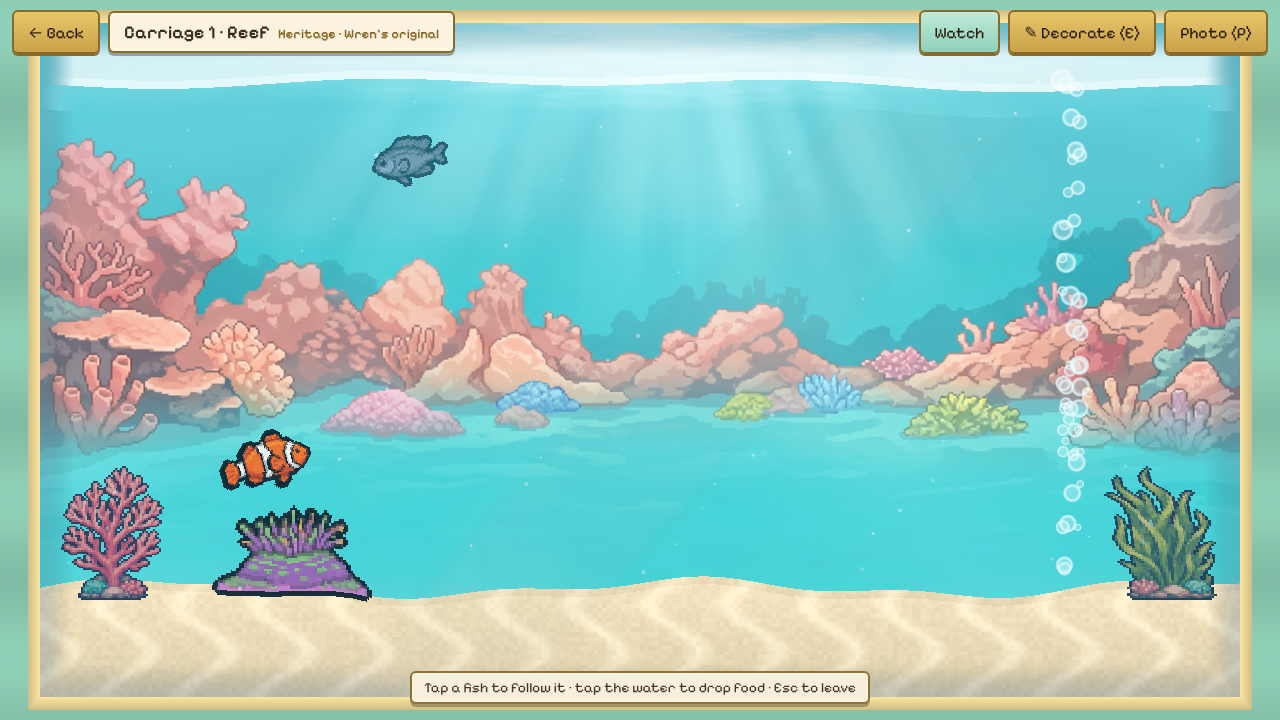 ← Back
Carriage 1 · Reef Heritage · Wren's original
Watch
✎ Decorate (E)
Photo (P)
Tap a fish to follow it · tap the water to drop food · Esc to leave